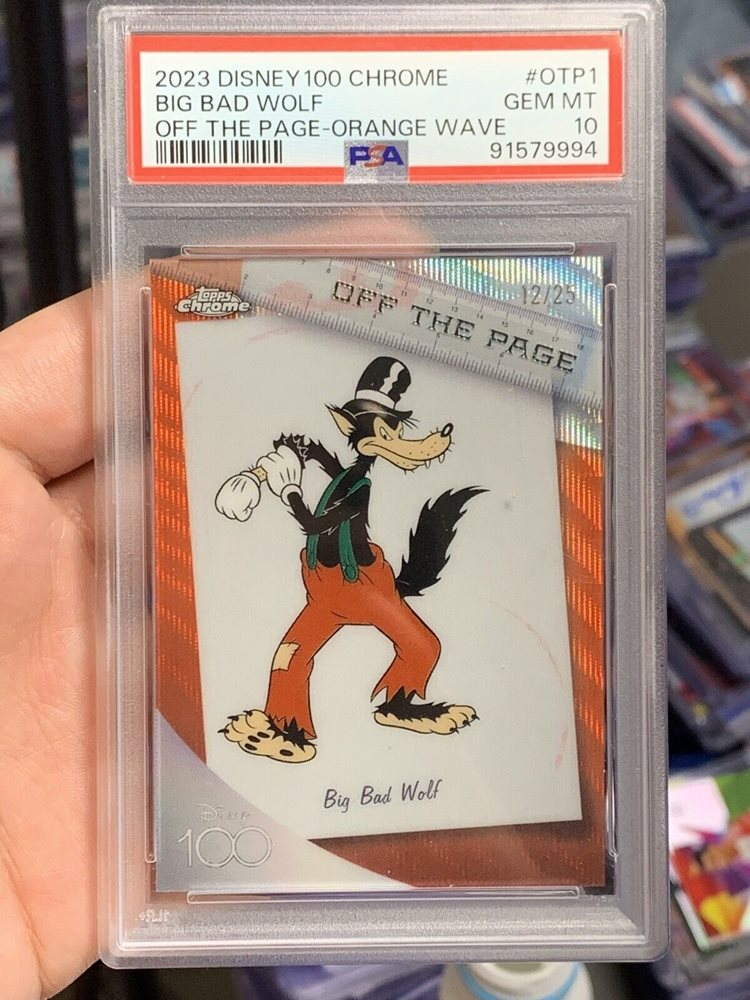 2023 DISNEY100 CHROME #OTP1
BIG BAD WOLF GEM MT
OFF THE PAGE-ORANGE WAVE 10
PSA 91579994
TOPPS
Chrome
12/25
OFF THE PAGE
Big Bad Wolf
Disney
100